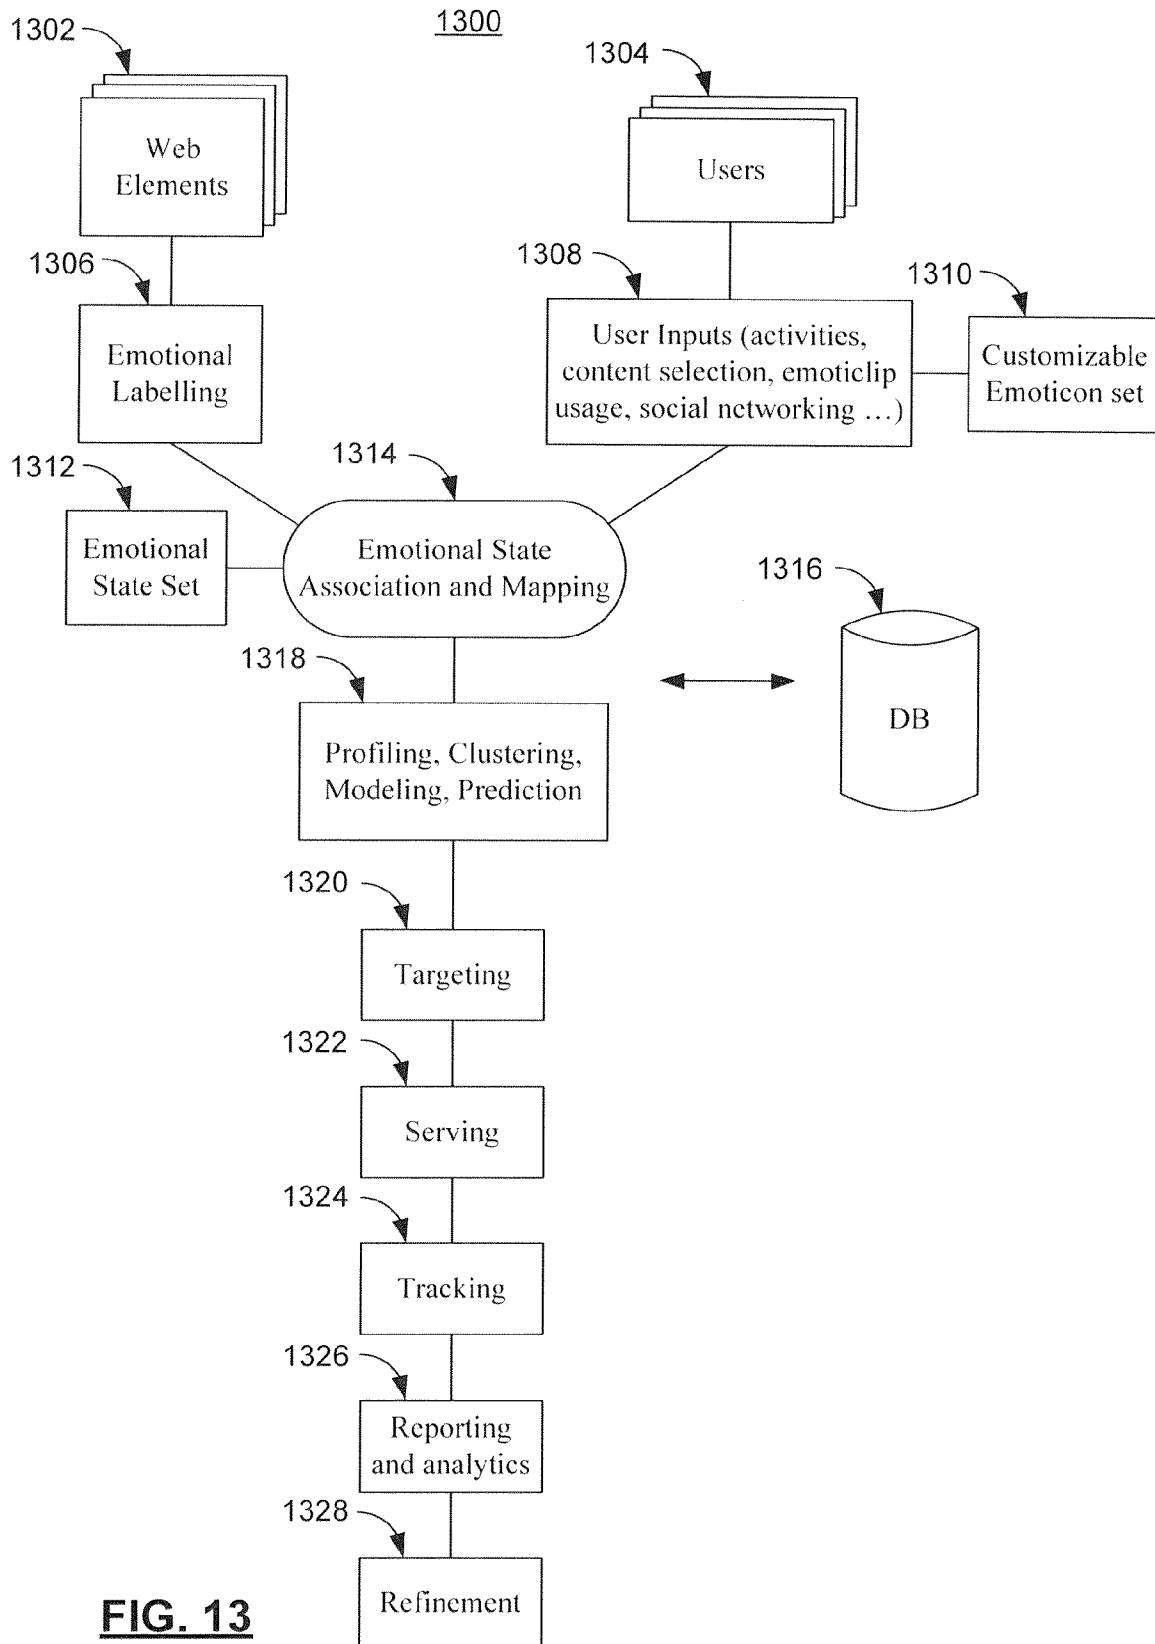 1300
1302
1304
Web
Elements
Users
1306
1308
1310
Emotional
Labelling
User Inputs (activities,
content selection, emoticlip
usage, social networking ...)
Customizable
Emoticon set
1312
1314
Emotional
State Set
Emotional State
Association and Mapping
1316
1318
DB
Profiling, Clustering,
Modeling, Prediction
1320
Targeting
1322
Serving
1324
Tracking
1326
Reporting
and analytics
1328
Refinement
FIG. 13